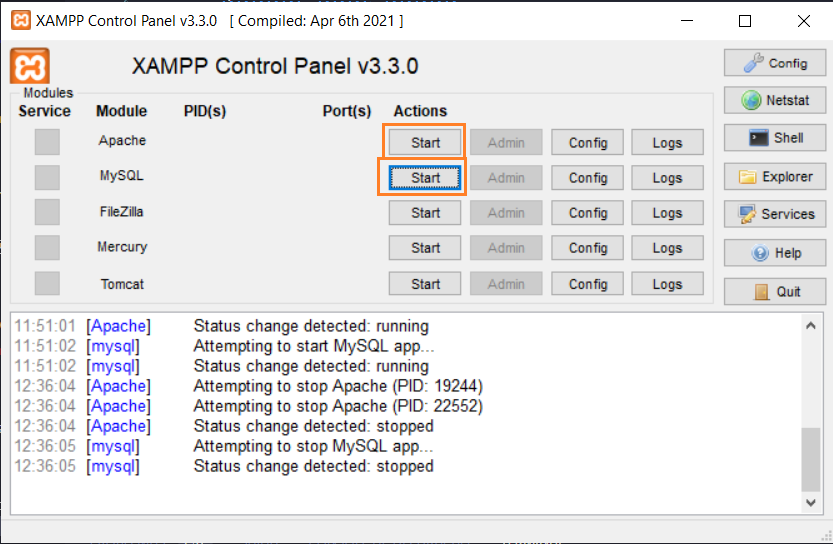 XAMPP Control Panel v3.3.0 [ Compiled: Apr 6th 2021 ]
XAMPP Control Panel v3.3.0
Config
Modules
Service Module PID(s) Port(s) Actions
Netstat
Apache Start Admin Config Logs
Shell
MySQL Start Admin Config Logs
Explorer
FileZilla Start Admin Config Logs
Services
Mercury Start Admin Config Logs
Help
Tomcat Start Admin Config Logs
Quit
11:51:01 [Apache] Status change detected: running
11:51:02 [mysql] Attempting to start MySQL app...
11:51:02 [mysql] Status change detected: running
12:36:04 [Apache] Attempting to stop Apache (PID: 19244)
12:36:04 [Apache] Attempting to stop Apache (PID: 22552)
12:36:04 [Apache] Status change detected: stopped
12:36:05 [mysql] Attempting to stop MySQL app...
12:36:05 [mysql] Status change detected: stopped